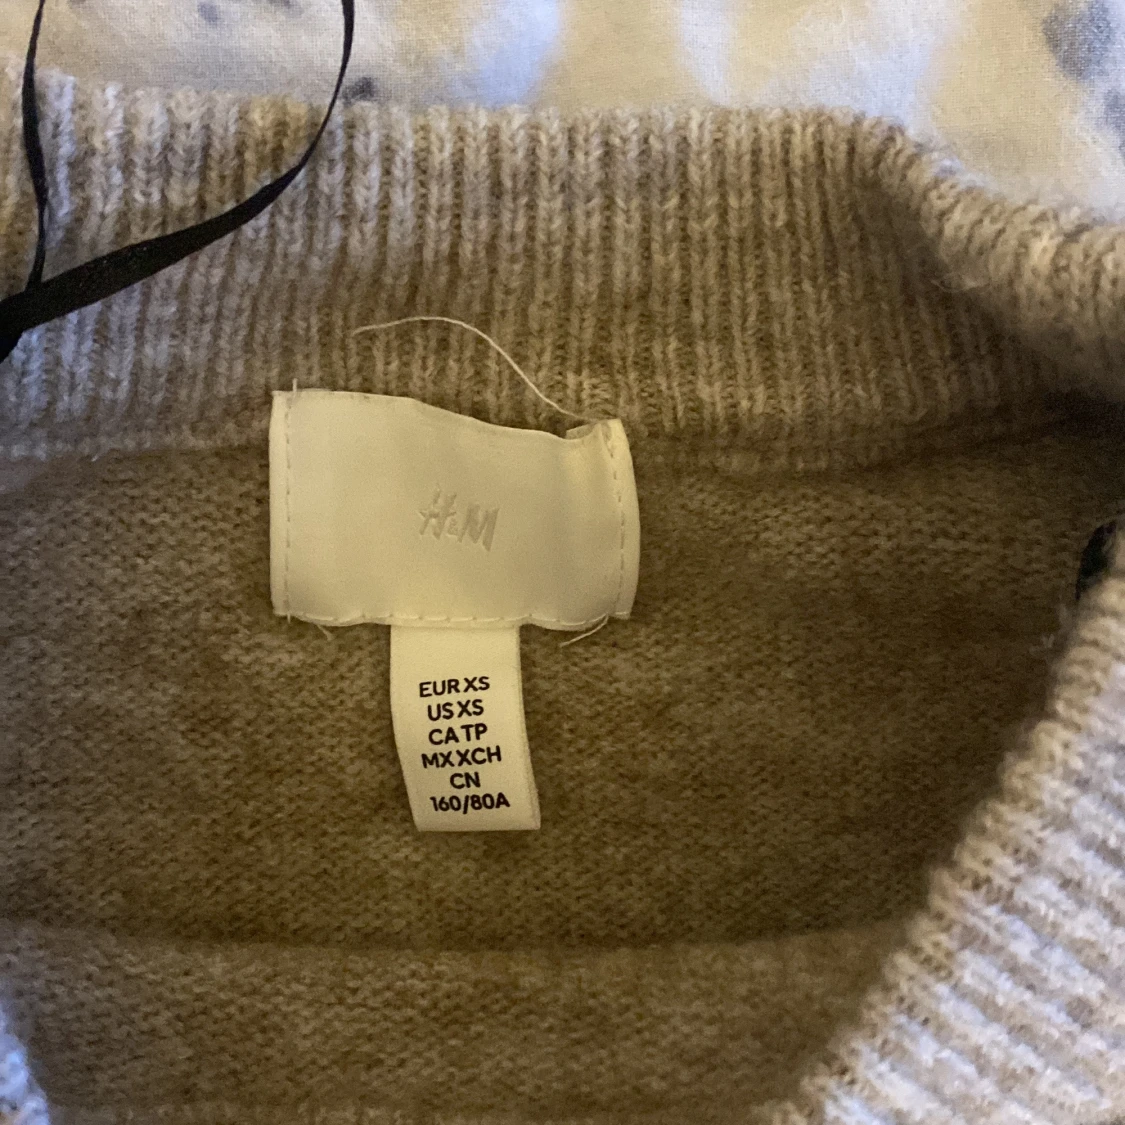 H&M
EUR XS
US XS
CA TP
MX XCH
CN
160/80A